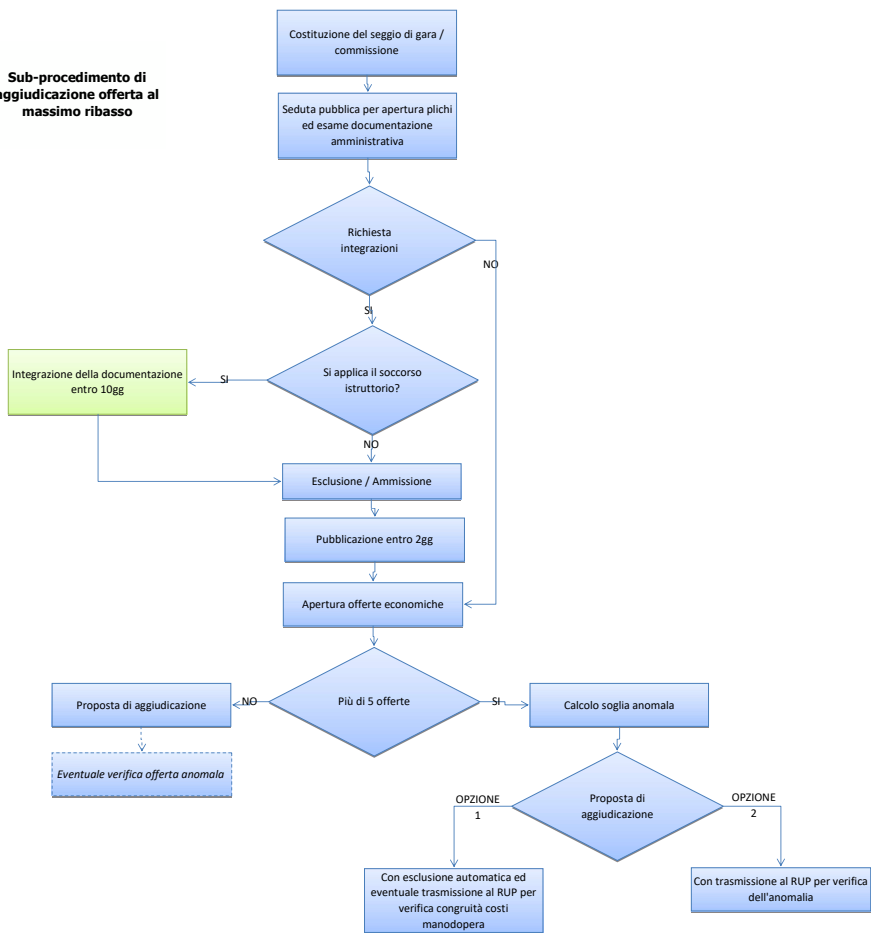 Costituzione del seggio di gara /
commissione
Sub-procedimento di
aggiudicazione offerta al
massimo ribasso
Seduta pubblica per apertura plichi
ed esame documentazione
amministrativa
Richiesta
integrazioni
NO
SI
Si applica il soccorso
istruttorio?
SI
Integrazione della documentazione
entro 10gg
NO
Esclusione / Ammissione
Pubblicazione entro 2gg
Apertura offerte economiche
Più di 5 offerte
NO
SI
Proposta di aggiudicazione
Calcolo soglia anomala
Eventuale verifica offerta anomala
Proposta di
aggiudicazione
OPZIONE
1
OPZIONE
2
Con esclusione automatica ed
eventuale trasmissione al RUP per
verifica congruità costi
manodopera
Con trasmissione al RUP per verifica
dell'anomalia